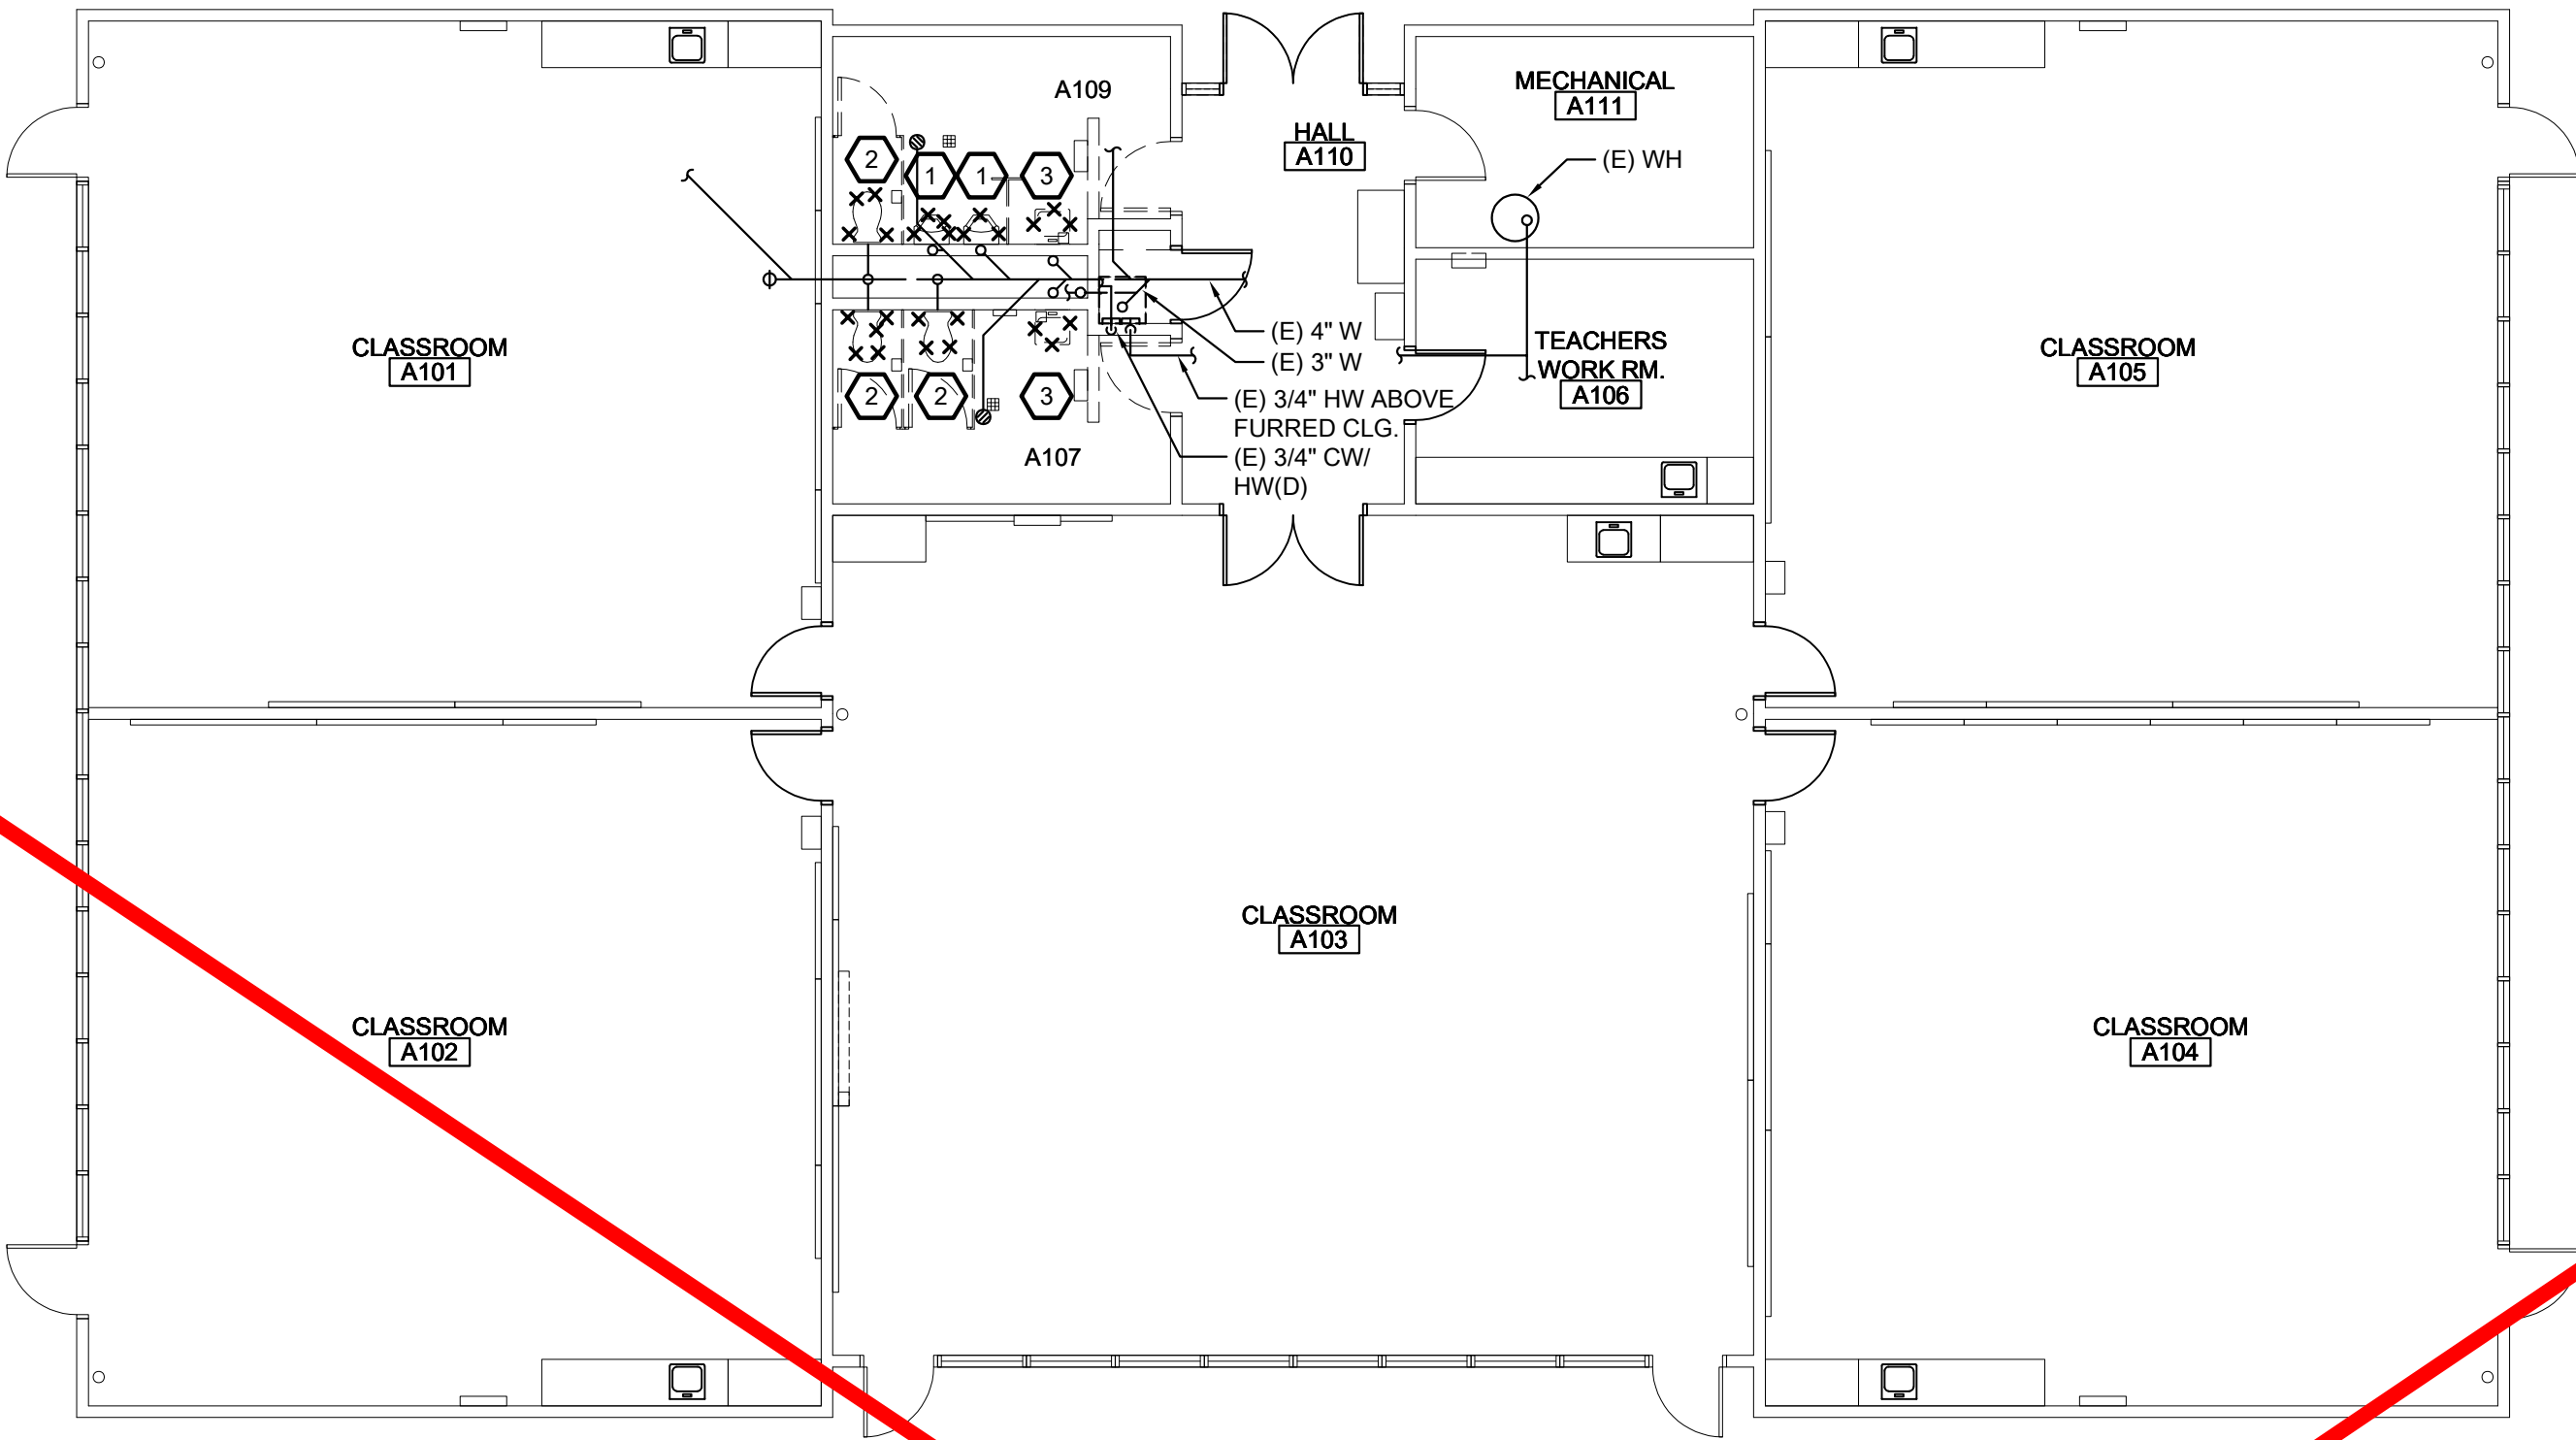 A109
MECHANICAL
A111
HALL
A110
(E) WH
2
1
1
3
CLASSROOM
A101
(E) 4" W
(E) 3" W
(E) 3/4" HW ABOVE
FURRED CLG.
(E) 3/4" CW/
HW(D)
TEACHERS
WORK RM.
A106
CLASSROOM
A105
2
2
3
A107
CLASSROOM
A103
CLASSROOM
A102
CLASSROOM
A104